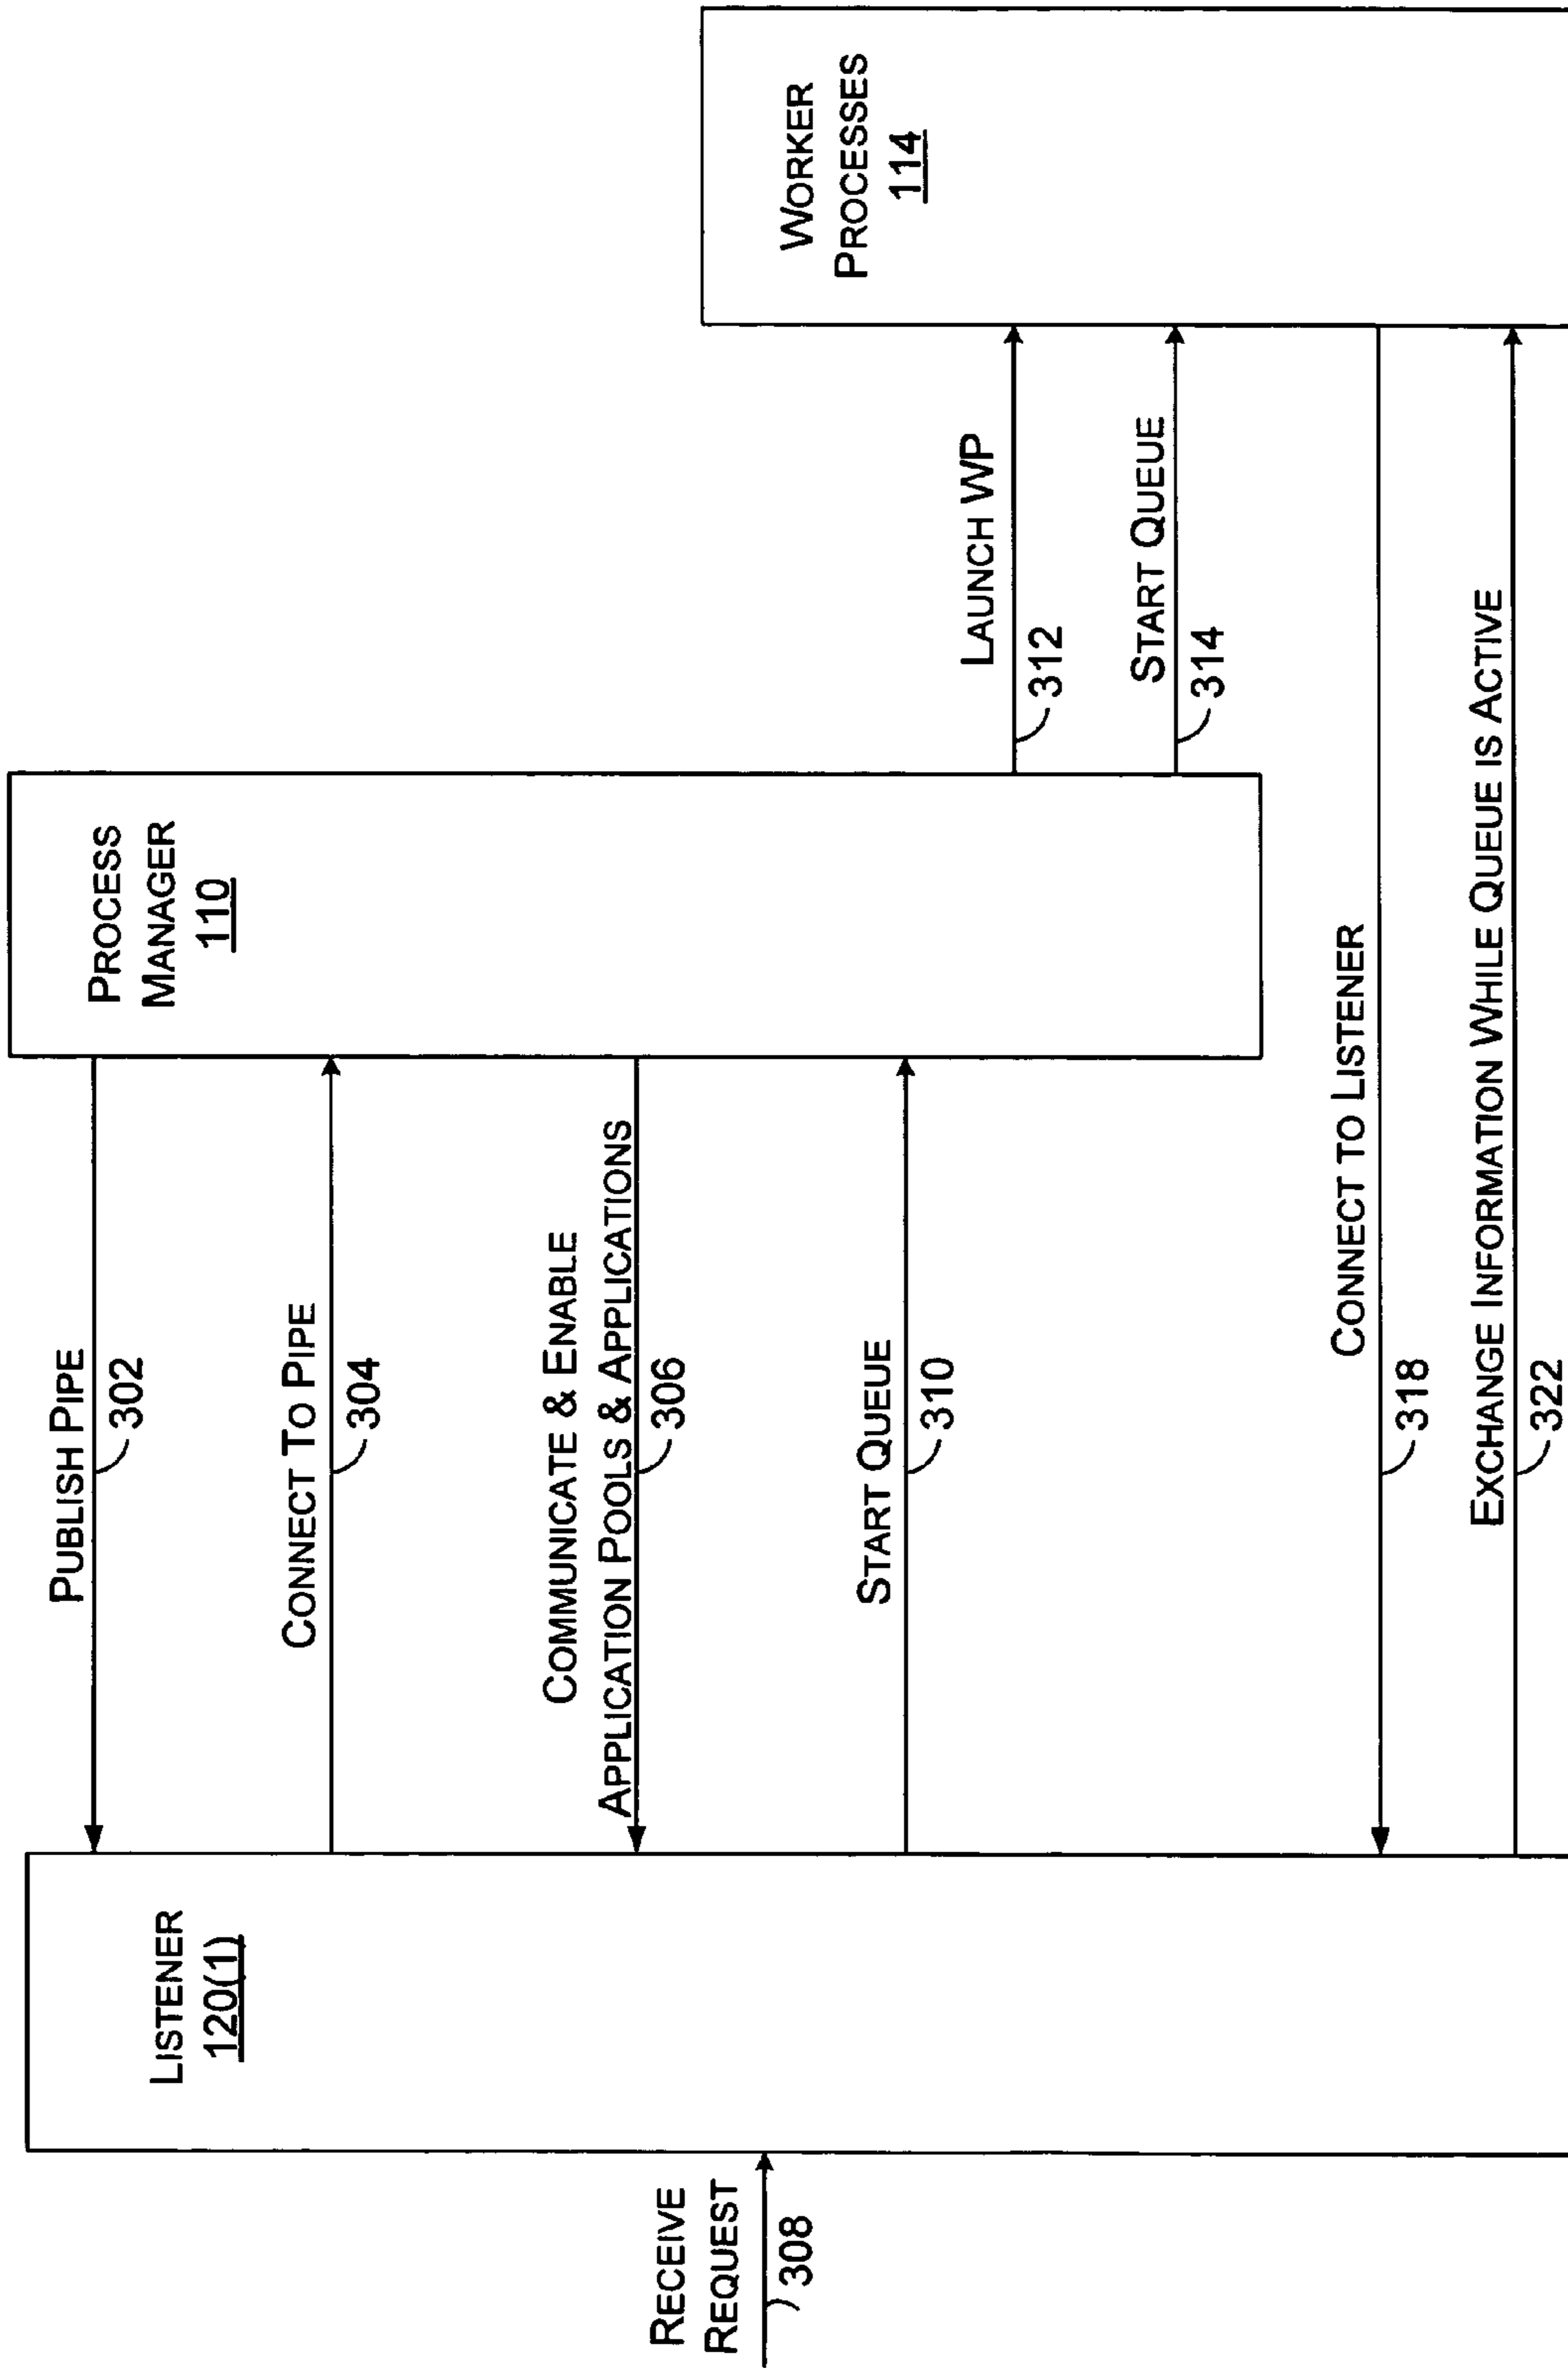 LISTENER
120(1)
PROCESS
MANAGER
110
WORKER
PROCESSES
114
PUBLISH PIPE
302
CONNECT TO PIPE
304
COMMUNICATE & ENABLE
APPLICATION POOLS & APPLICATIONS
306
RECEIVE
REQUEST
308
START QUEUE
310
LAUNCH WP
312
START QUEUE
314
CONNECT TO LISTENER
318
EXCHANGE INFORMATION WHILE QUEUE IS ACTIVE
322